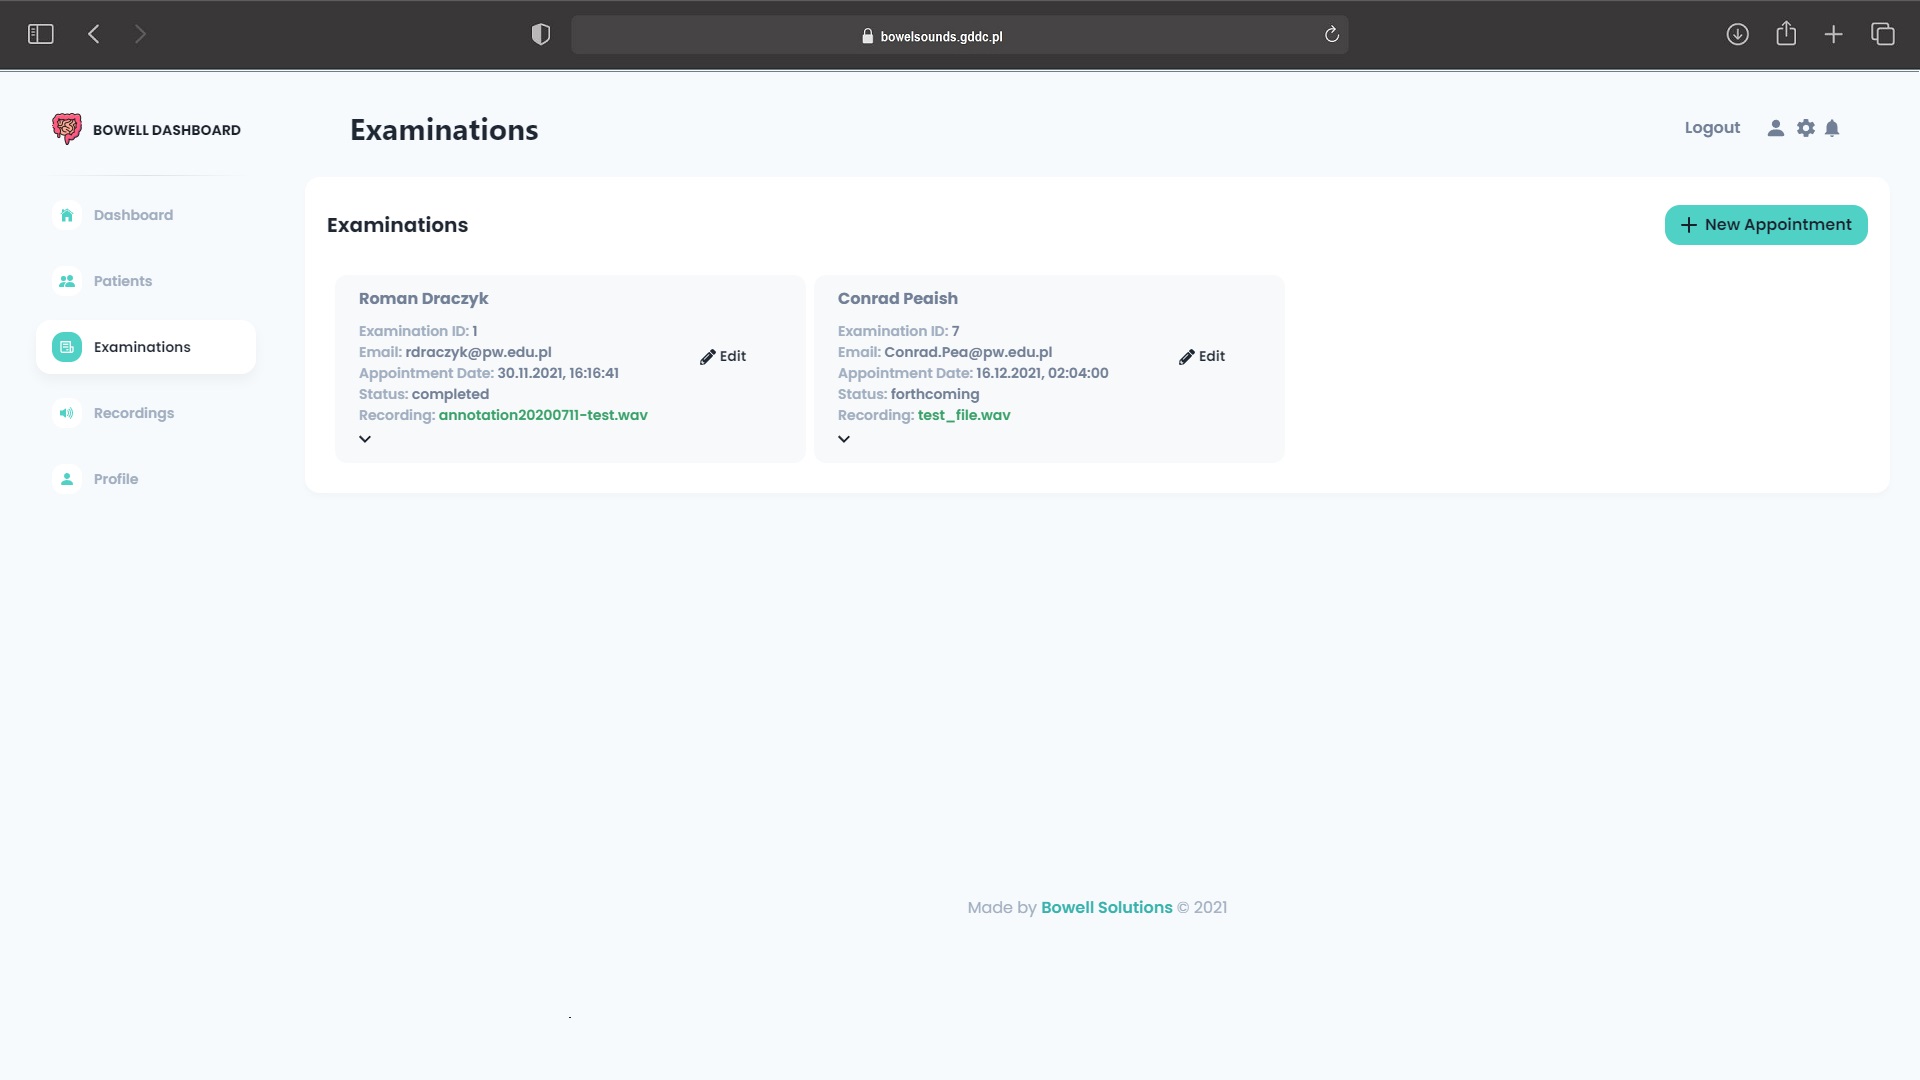 bowelsounds.gddc.pl
BOWELL DASHBOARD
Examinations
Logout
Dashboard
Patients
Examinations
Recordings
Profile
Examinations
New Appointment
Roman Draczyk
Examination ID: 1
Email: rdraczyk@pw.edu.pl
Appointment Date: 30.11.2021, 16:16:41
Status: completed
Recording: annotation20200711-test.wav
Edit
Conrad Peaish
Examination ID: 7
Email: Conrad.Pea@pw.edu.pl
Appointment Date: 16.12.2021, 02:04:00
Status: forthcoming
Recording: test_file.wav
Edit
Made by Bowell Solutions © 2021